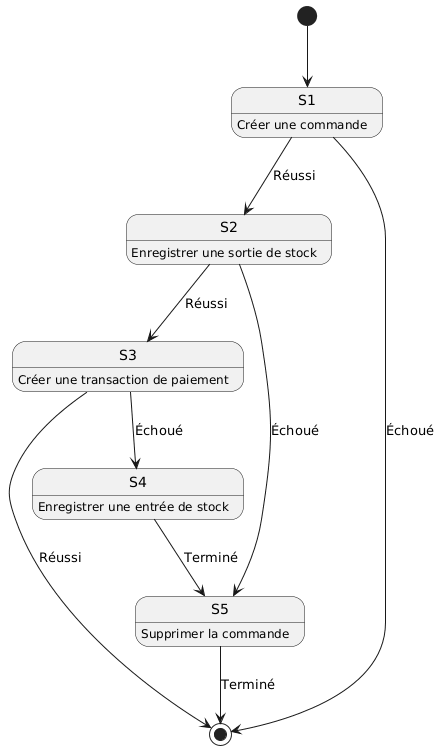 S1
Créer une commande
Réussi
S2
Enregistrer une sortie de stock
Réussi
S3
Créer une transaction de paiement
Échoué
Échoué
Échoué
S4
Enregistrer une entrée de stock
Réussi
Terminé
S5
Supprimer la commande
Terminé